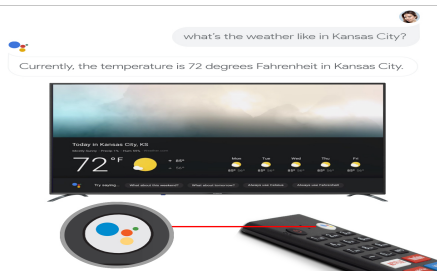 what's the weather like in Kansas City?
Currently, the temperature is 72 degrees Fahrenheit in Kansas City.
Today in Kansas City, KS
72°F
Mon Tue Wed Thu Fri
Try saying... What about this weekend? What about tomorrow? Always use Celsius Always use Fahrenheit